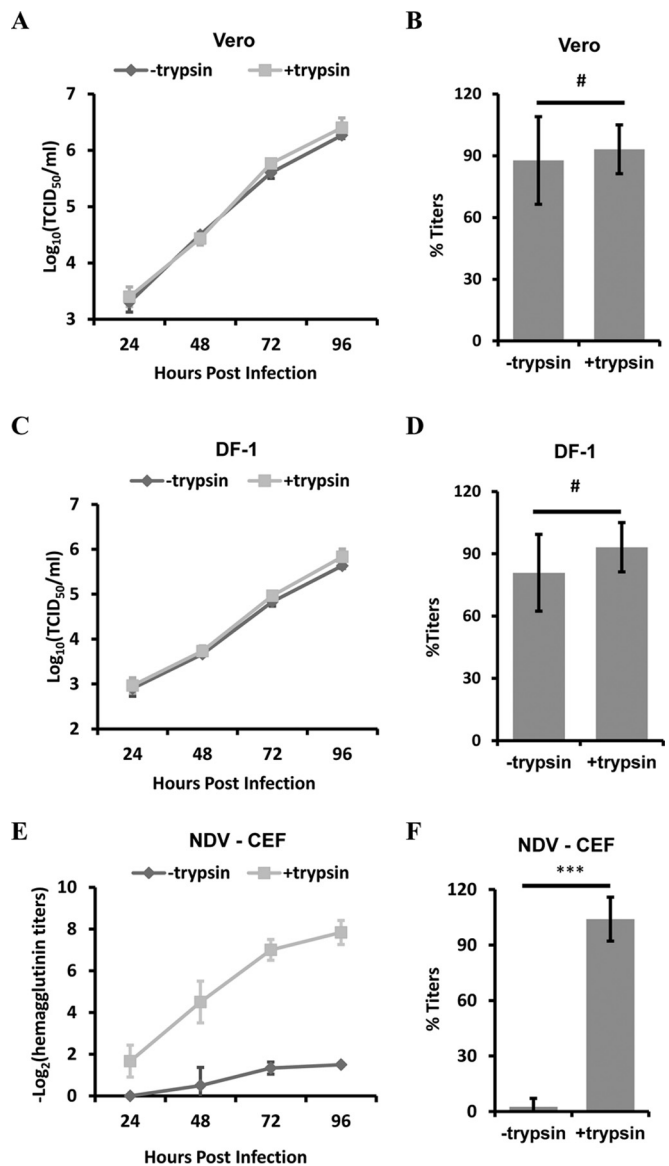 A
Vero
-trypsin +trypsin
Log10(TCID50/ml)
7
6
5
4
3
24 48 72 96
Hours Post Infection
B
Vero
#
% Titers
120
90
60
30
0
-trypsin +trypsin
C
DF-1
-trypsin +trypsin
Log10(TCID50/ml)
7
6
5
4
3
2
24 48 72 96
Hours Post Infection
D
DF-1
#
%Titers
120
90
60
30
0
-trypsin +trypsin
E
NDV - CEF
-trypsin +trypsin
-Log2(hemagglutinin titers)
10
8
6
4
2
0
24 48 72 96
Hours Post Infection
F
NDV - CEF
***
% Titers
120
90
60
30
0
-trypsin +trypsin